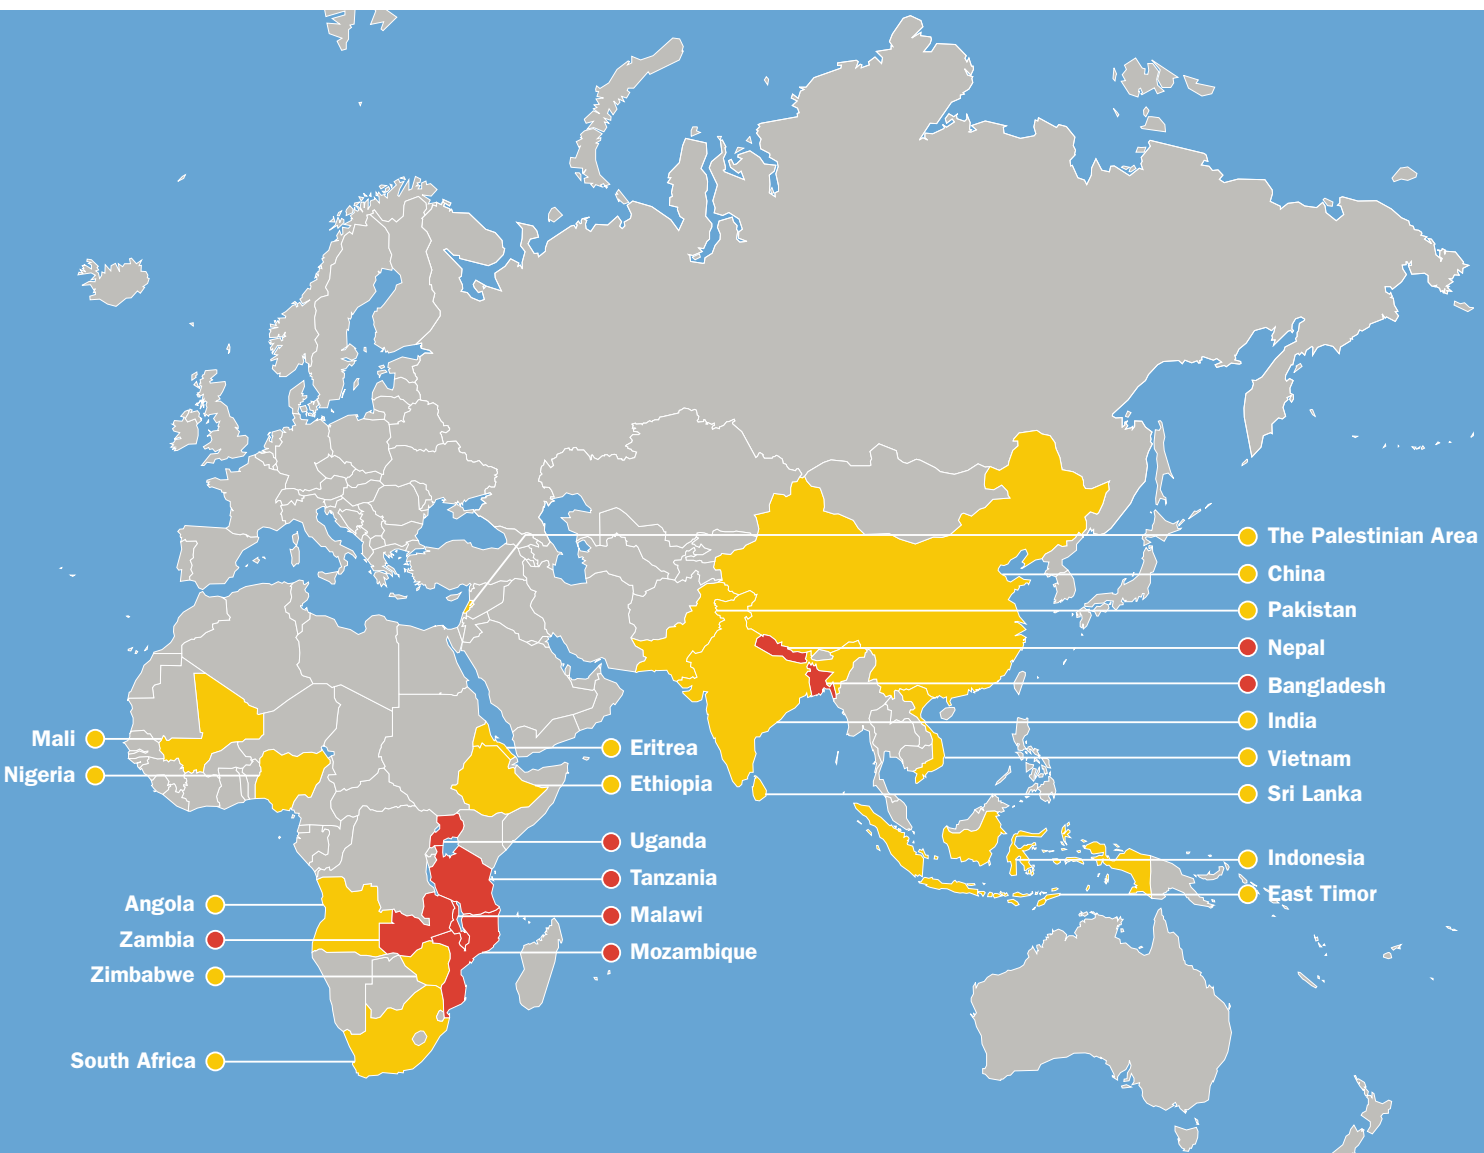 The Palestinian Area
China
Pakistan
Nepal
Bangladesh
India
Vietnam
Sri Lanka
Indonesia
East Timor
Mali
Nigeria
Eritrea
Ethiopia
Uganda
Tanzania
Malawi
Mozambique
Angola
Zambia
Zimbabwe
South Africa